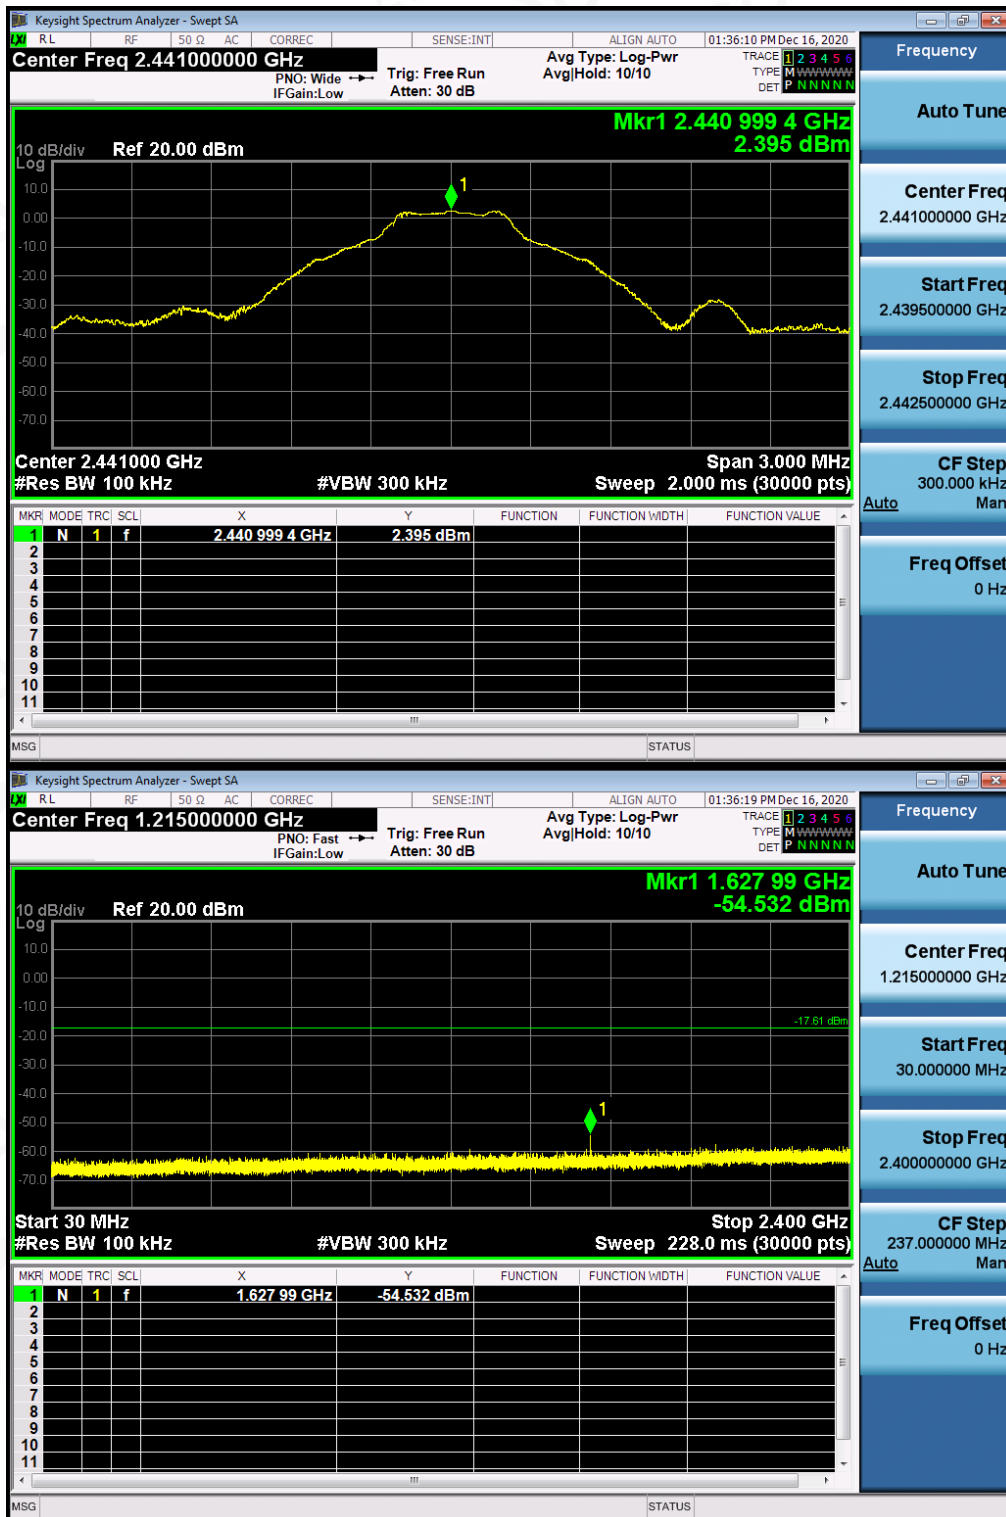 Keysight Spectrum Analyzer - Swept SA
LXI RL RF 50 Ω AC CORREC SENSE:INT ALIGN AUTO 01:36:10 PM Dec 16, 2020
Center Freq 2.441000000 GHz
PNO: Wide
IFGain:Low
Trig: Free Run
Atten: 30 dB
Avg Type: Log-Pwr
Avg|Hold: 10/10
TRACE 1 2 3 4 5 6
TYPE M WWWWW
DET P N N N N N
Mkr1 2.440 999 4 GHz
2.395 dBm
10 dB/div Ref 20.00 dBm
Log
10.0
0.00
-10.0
-20.0
-30.0
-40.0
-50.0
-60.0
-70.0
1
Center 2.441000 GHz Span 3.000 MHz
#Res BW 100 kHz #VBW 300 kHz Sweep 2.000 ms (30000 pts)
MKR MODE TRC SCL X Y FUNCTION FUNCTION WIDTH FUNCTION VALUE
1 N 1 f 2.440 999 4 GHz 2.395 dBm
2
3
4
5
6
7
8
9
10
11
MSG STATUS
Frequency
Auto Tune
Center Freq
2.441000000 GHz
Start Freq
2.439500000 GHz
Stop Freq
2.442500000 GHz
CF Step
300.000 kHz
Auto Man
Freq Offset
0 Hz
Keysight Spectrum Analyzer - Swept SA
LXI RL RF 50 Ω AC CORREC SENSE:INT ALIGN AUTO 01:36:19 PM Dec 16, 2020
Center Freq 1.215000000 GHz
PNO: Fast
IFGain:Low
Trig: Free Run
Atten: 30 dB
Avg Type: Log-Pwr
Avg|Hold: 10/10
TRACE 1 2 3 4 5 6
TYPE M WWWWW
DET P N N N N N
Mkr1 1.627 99 GHz
-54.532 dBm
10 dB/div Ref 20.00 dBm
Log
10.0
0.00
-10.0
-20.0
-30.0
-40.0
-50.0
-60.0
-70.0
-17.61 dBm
1
Start 30 MHz Stop 2.400 GHz
#Res BW 100 kHz #VBW 300 kHz Sweep 228.0 ms (30000 pts)
MKR MODE TRC SCL X Y FUNCTION FUNCTION WIDTH FUNCTION VALUE
1 N 1 f 1.627 99 GHz -54.532 dBm
2
3
4
5
6
7
8
9
10
11
MSG STATUS
Frequency
Auto Tune
Center Freq
1.215000000 GHz
Start Freq
30.000000 MHz
Stop Freq
2.400000000 GHz
CF Step
237.000000 MHz
Auto Man
Freq Offset
0 Hz